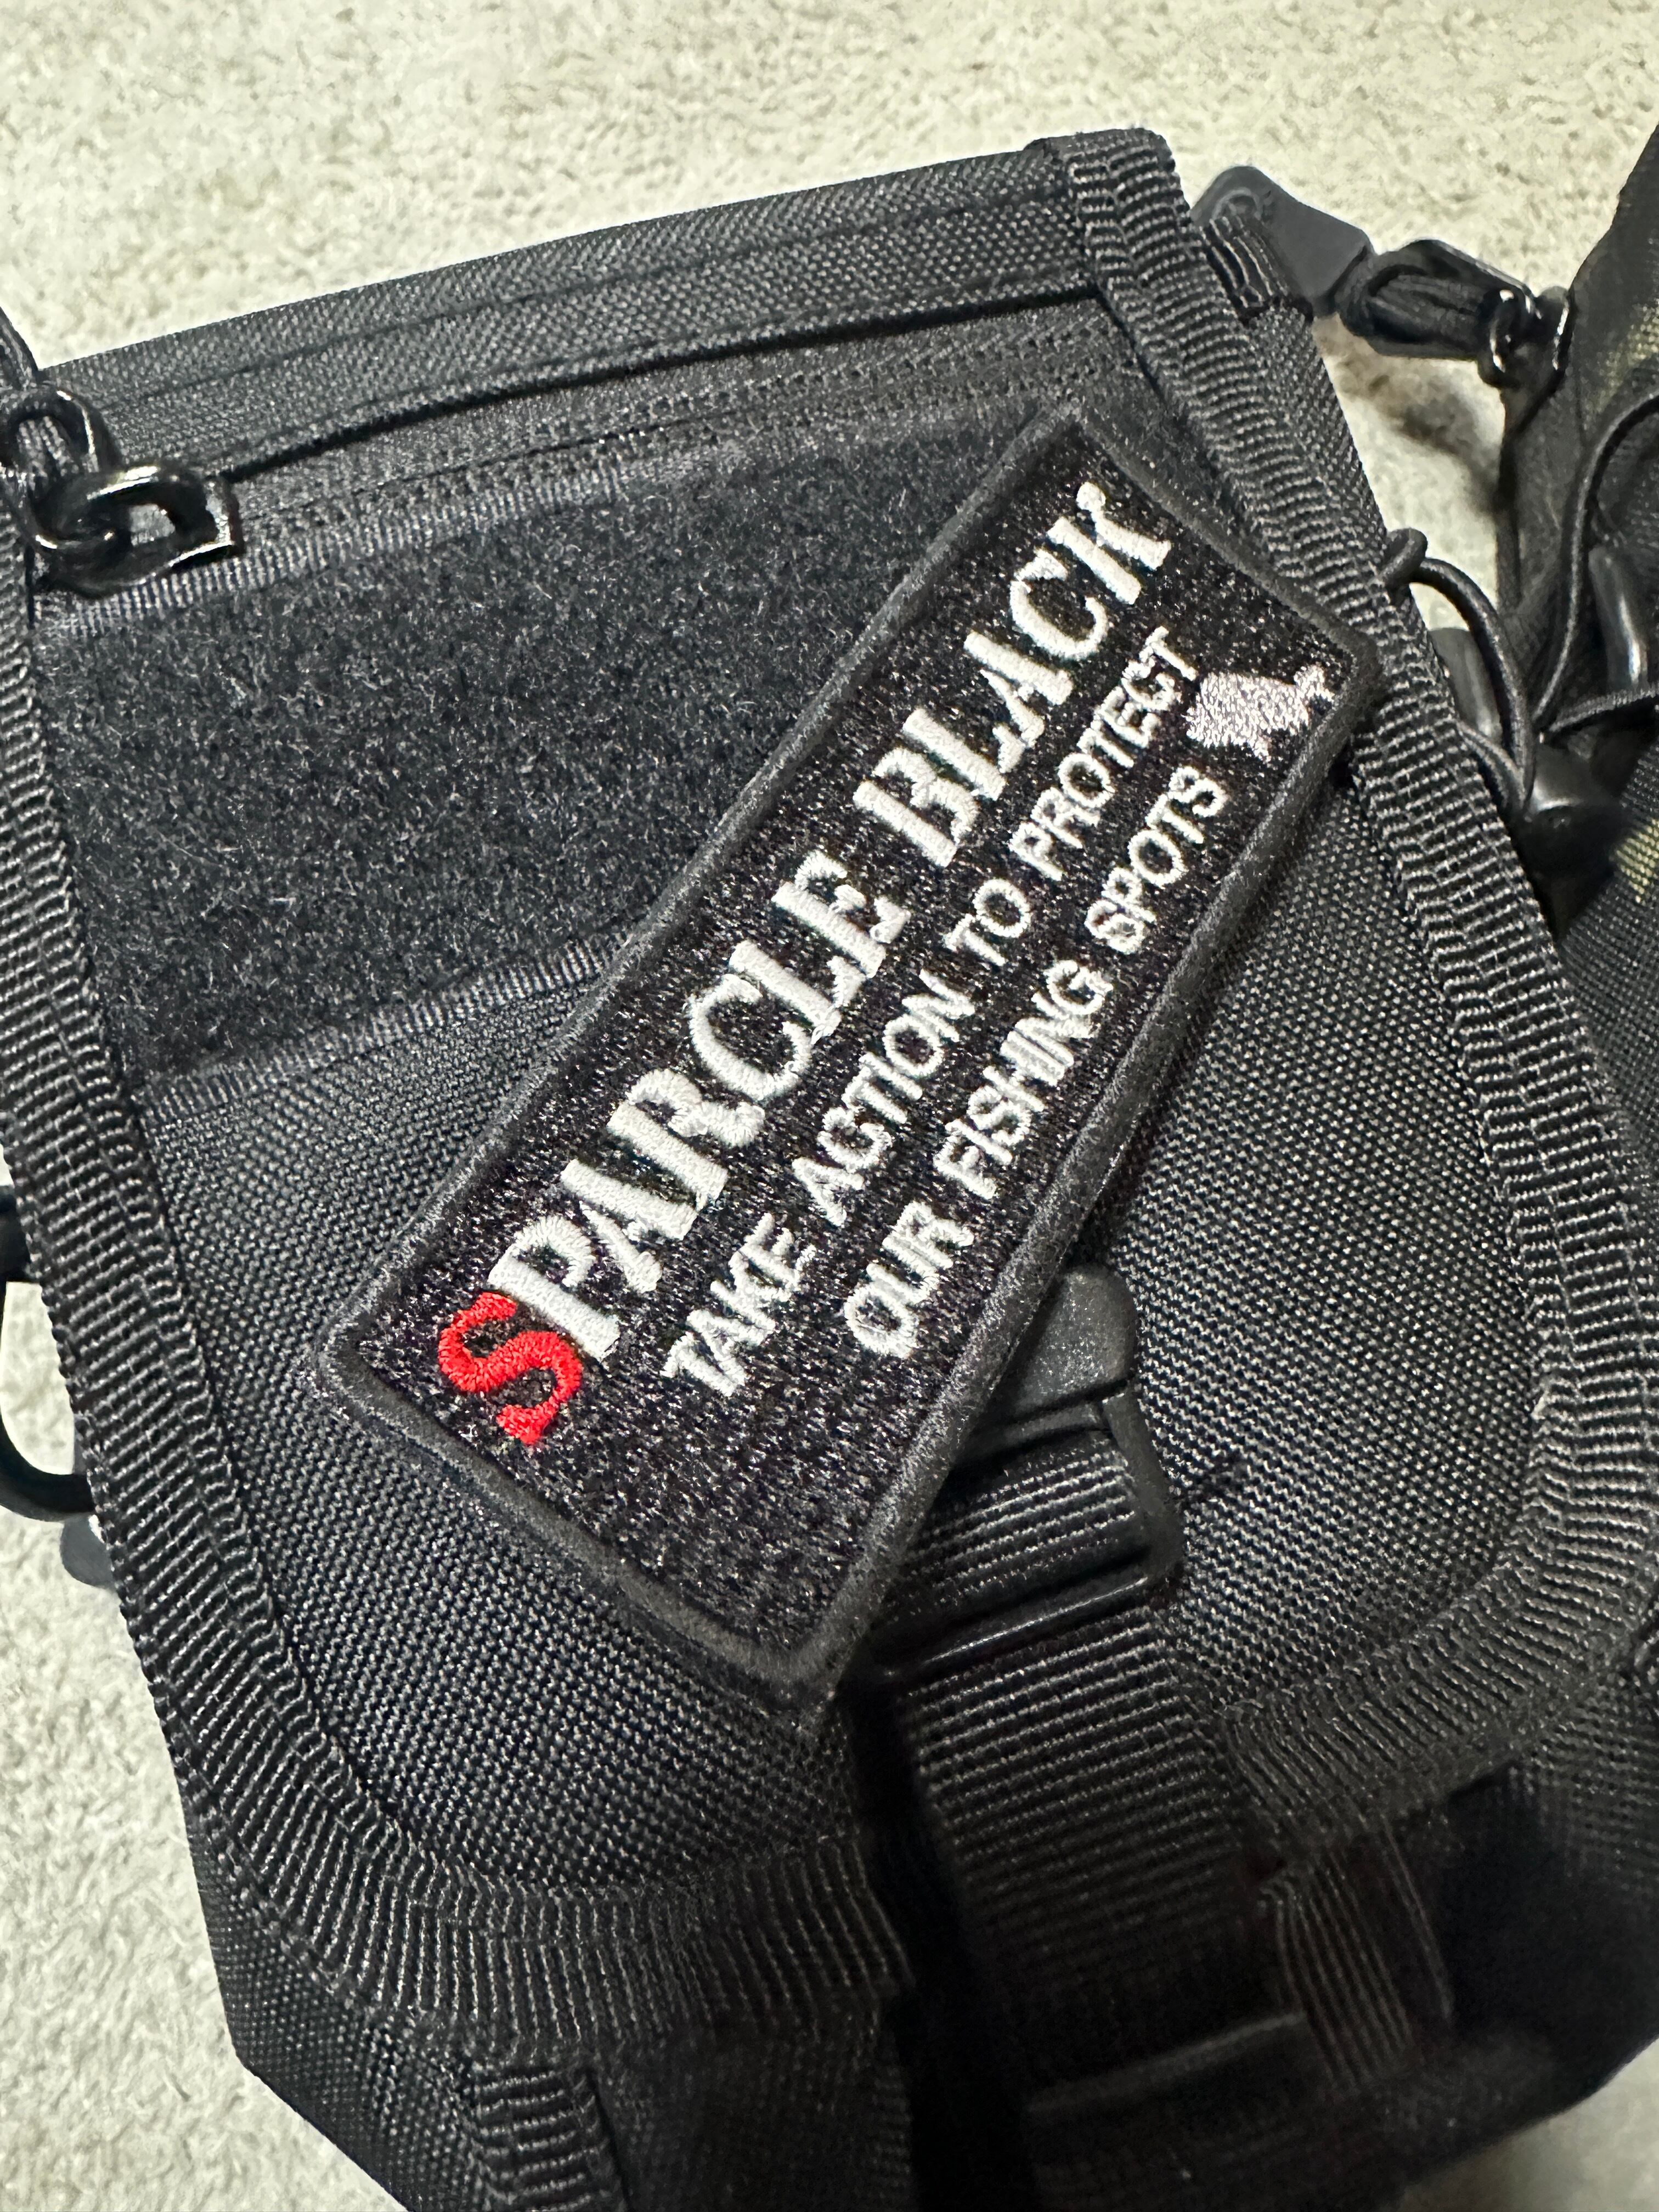 SPARCLE BLACK
TAKE ACTION TO PROTECT
OUR FISHING SPOTS